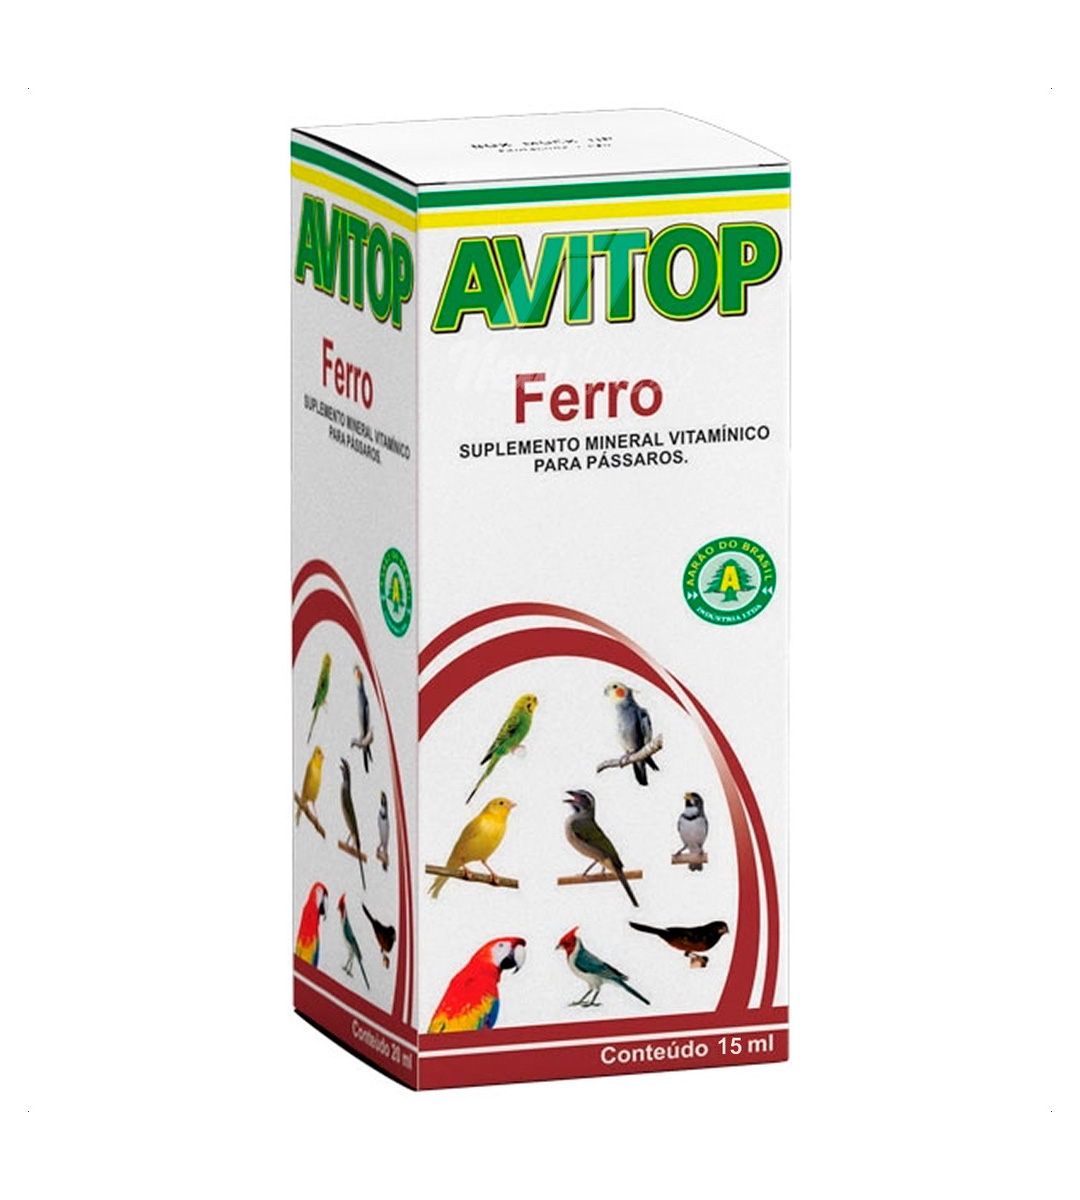 AVITOP
Ferro
SUPLEMENTO MINERAL VITAMÍNICO
PARA PÁSSAROS.
Conteúdo 20 ml
AVITOP
Ferro
SUPLEMENTO MINERAL VITAMÍNICO
PARA PÁSSAROS.
AARÃO DO BRASIL
A
INDÚSTRIA LTDA
Conteúdo 15 ml